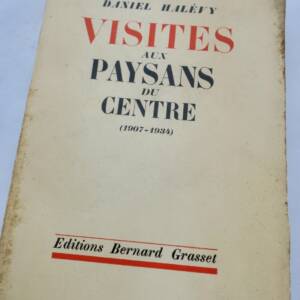 DANIEL HALÉVY
VISITES
AUX
PAYSANS
DU
CENTRE
(1907-1934)
Editions Bernard Grasset